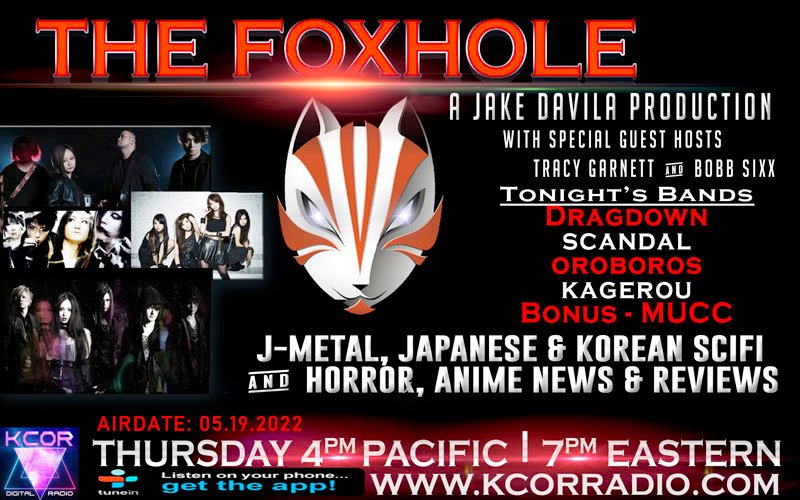 THE FOXHOLE
A JAKE DAVILA PRODUCTION
WITH SPECIAL GUEST HOSTS
TRACY GARNETT AND BOBB SIXX
TONIGHT'S BANDS
DRAGDOWN
SCANDAL
OROBOROS
KAGEROU
BONUS - MUCC
J-METAL, JAPANESE & KOREAN SCIFI
AND HORROR, ANIME NEWS & REVIEWS
AIRDATE: 05.19.2022
THURSDAY 4PM PACIFIC | 7PM EASTERN
KCOR
DIGITAL RADIO
tunein
Listen on your phone...
get the app!
WWW.KCORRADIO.COM